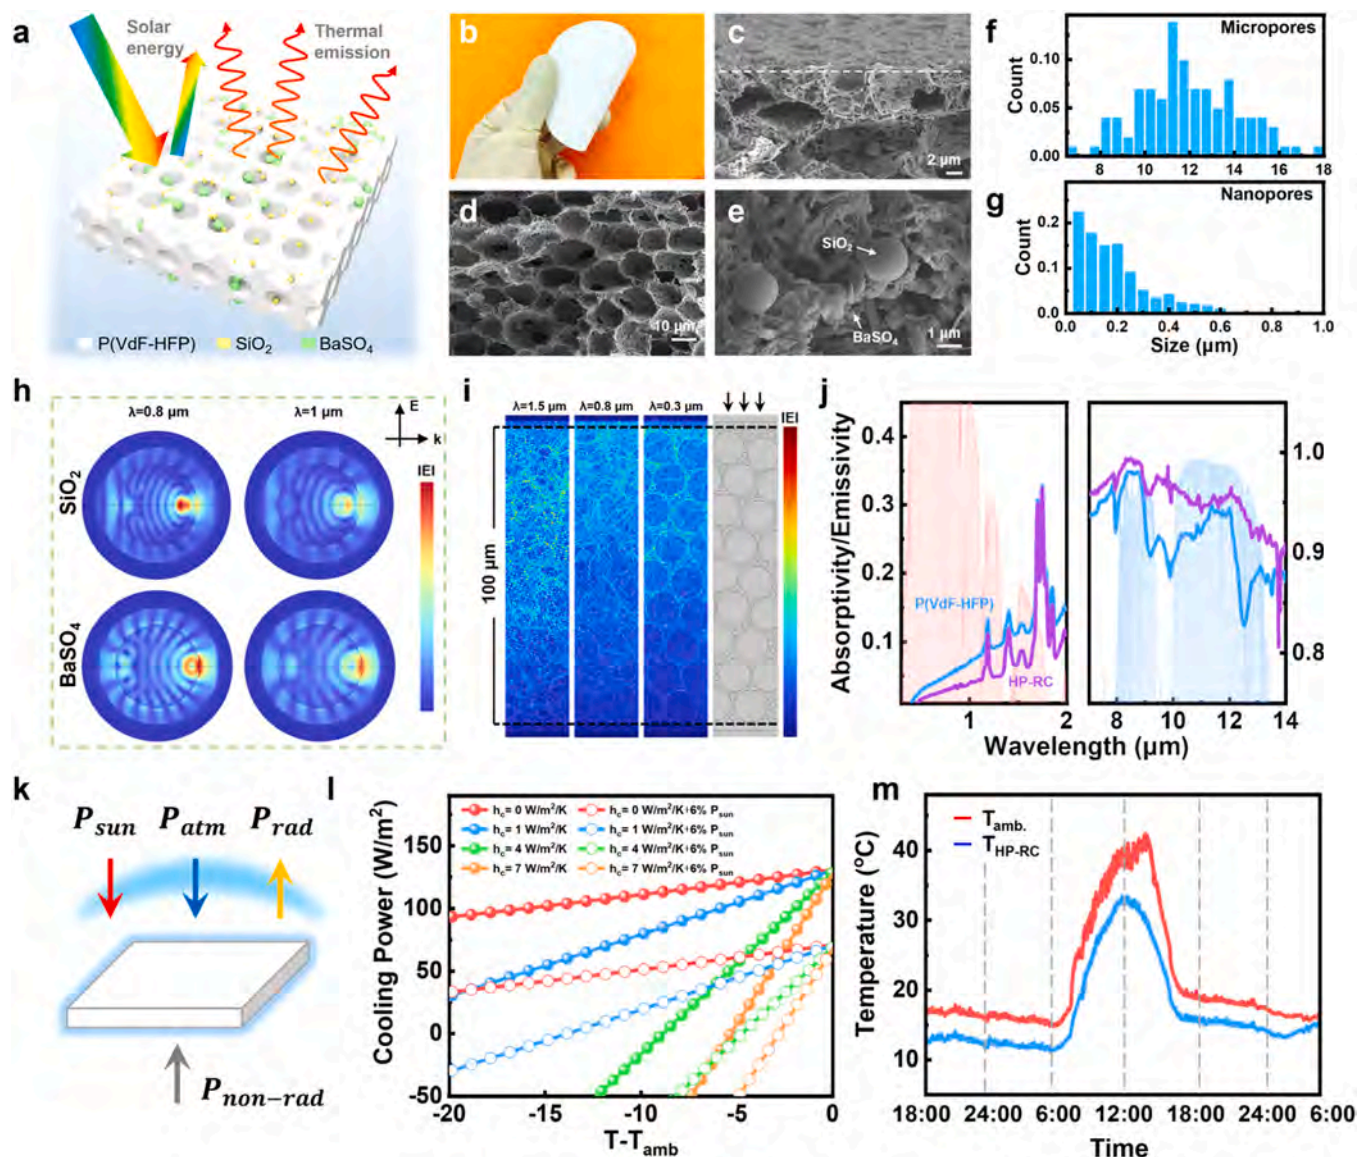 a
Solar
energy
Thermal
emission
P(VdF-HFP)
SiO2
BaSO4
b
c
2 μm
d
10 μm
e
SiO2
BaSO4
1 μm
f
Micropores
Count
0.10
0.05
0.00
8 10 12 14 16 18
g
Nanopores
Count
0.2
0.1
0.0
0.0 0.2 0.4 0.6 0.8 1.0
Size (μm)
h
λ=0.8 μm
λ=1 μm
E
k
IEI
SiO2
BaSO4
i
λ=1.5 μm
λ=0.8 μm
λ=0.3 μm
IEI
100 μm
j
Absorptivity/Emissivity
0.4
0.3
0.2
0.1
P(VdF-HFP)
HP-RC
1 2
1.0
0.9
0.8
8 10 12 14
Wavelength (μm)
k
Psun
Patm
Prad
Pnon−rad
l
hc= 0 W/m2/K
hc= 1 W/m2/K
hc= 4 W/m2/K
hc= 7 W/m2/K
hc= 0 W/m2/K+6% Psun
hc= 1 W/m2/K+6% Psun
hc= 4 W/m2/K+6% Psun
hc= 7 W/m2/K+6% Psun
Cooling Power (W/m2)
150
100
50
0
-50
-20 -15 -10 -5 0
T-Tamb
m
Tamb.
THP-RC
Temperature (oC)
40
30
20
10
18:00 24:00 6:00 12:00 18:00 24:00 6:00
Time